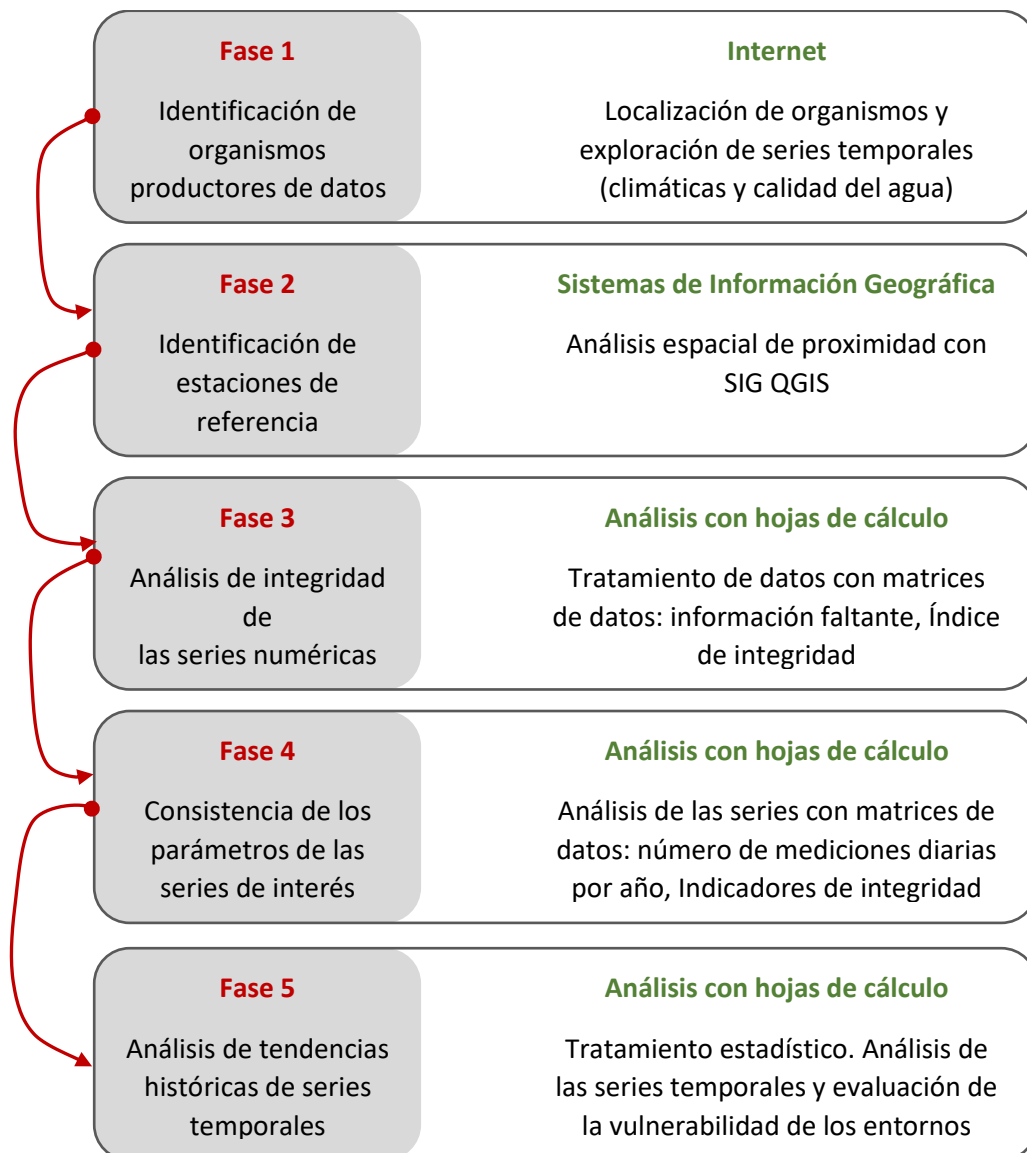 Fase 1
Identificación de
organismos
productores de datos
Internet
Localización de organismos y
exploración de series temporales
(climáticas y calidad del agua)
Fase 2
Identificación de
estaciones de
referencia
Sistemas de Información Geográfica
Análisis espacial de proximidad con
SIG QGIS
Fase 3
Análisis de integridad
de
las series numéricas
Análisis con hojas de cálculo
Tratamiento de datos con matrices
de datos: información faltante, Índice
de integridad
Fase 4
Consistencia de los
parámetros de las
series de interés
Análisis con hojas de cálculo
Análisis de las series con matrices de
datos: número de mediciones diarias
por año, Indicadores de integridad
Fase 5
Análisis de tendencias
históricas de series
temporales
Análisis con hojas de cálculo
Tratamiento estadístico. Análisis de
las series temporales y evaluación de
la vulnerabilidad de los entornos